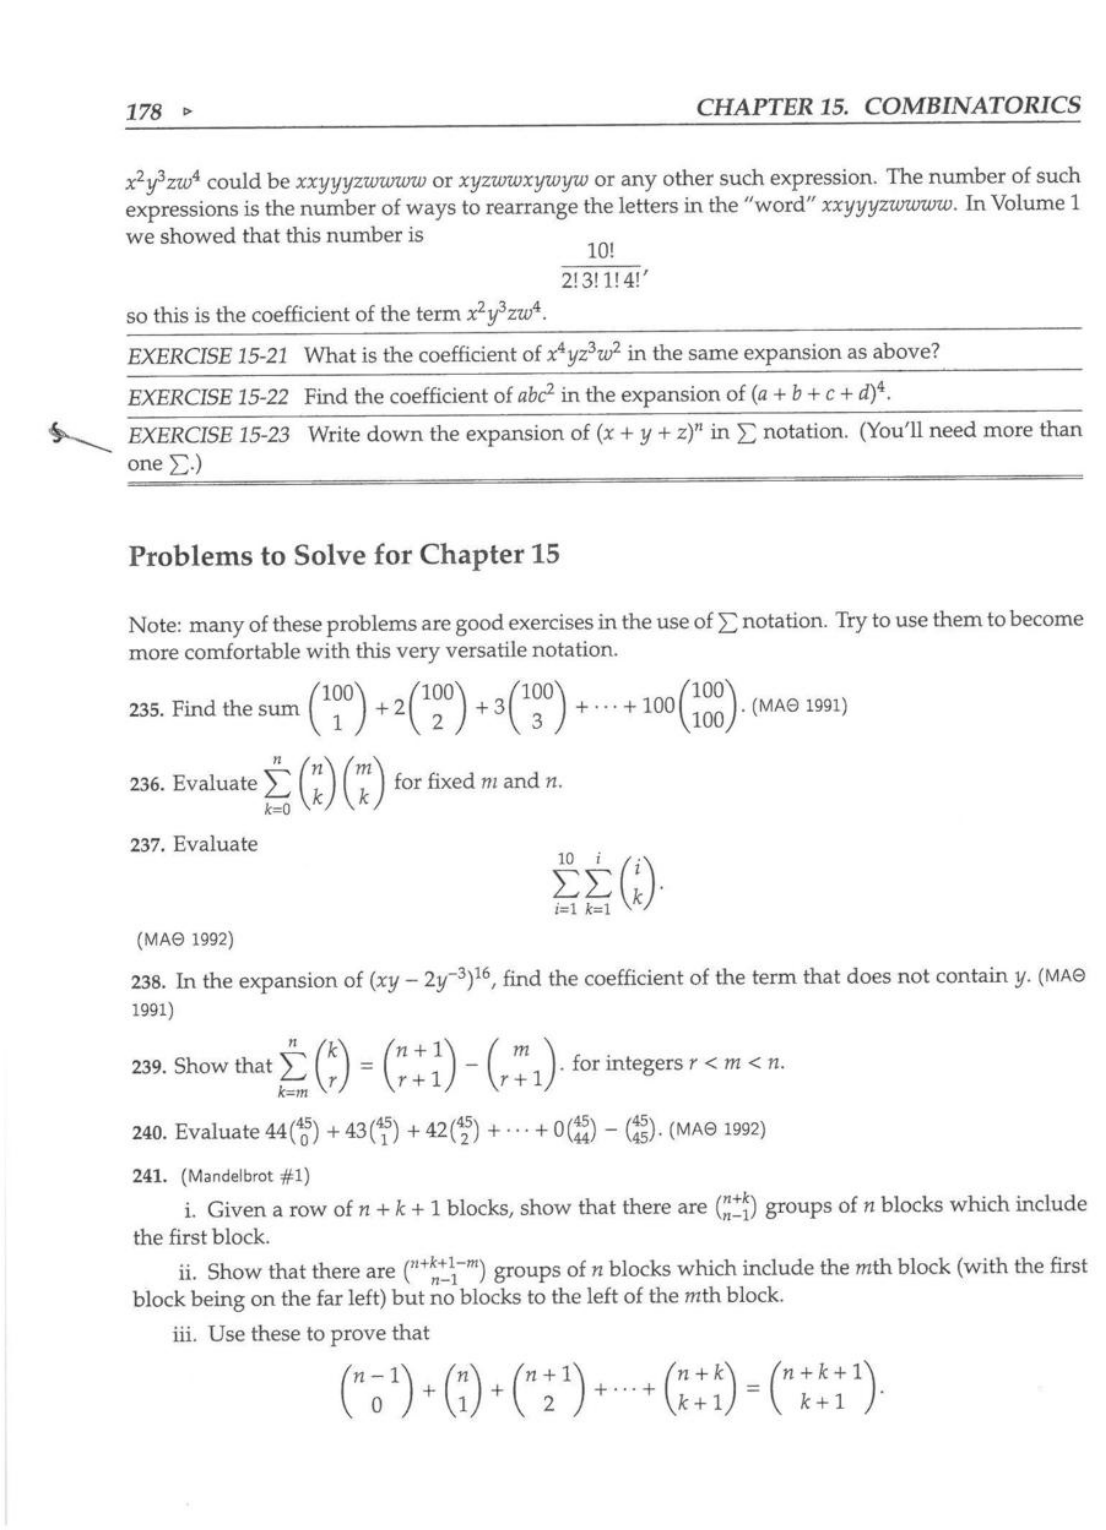 178 ▹ CHAPTER 15. COMBINATORICS
x²y³zw⁴ could be xxyyyzwwww or xyzwwxywyw or any other such expression. The number of such
expressions is the number of ways to rearrange the letters in the “word” xxyyyzwwww. In Volume 1
we showed that this number is
10!
2! 3! 1! 4!,
so this is the coefficient of the term x²y³zw⁴.
EXERCISE 15-21 What is the coefficient of x⁴yz³w² in the same expansion as above?
EXERCISE 15-22 Find the coefficient of abc² in the expansion of (a + b + c + d)⁴.
EXERCISE 15-23 Write down the expansion of (x + y + z)ⁿ in ∑ notation. (You’ll need more than
one ∑.)
Problems to Solve for Chapter 15
Note: many of these problems are good exercises in the use of ∑ notation. Try to use them to become
more comfortable with this very versatile notation.
235. Find the sum (100 1) + 2(100 2) + 3(100 3) + ··· + 100(100 100). (MAΘ 1991)
236. Evaluate ∑_{k=0}^{n} (n k)(m k) for fixed m and n.
237. Evaluate
∑_{i=1}^{10} ∑_{k=1}^{i} (i k).
(MAΘ 1992)
238. In the expansion of (xy − 2y⁻³)¹⁶, find the coefficient of the term that does not contain y. (MAΘ
1991)
239. Show that ∑_{k=m}^{n} (k r) = (n + 1 r + 1) − (m r + 1). for integers r < m < n.
240. Evaluate 44(45 0) + 43(45 1) + 42(45 2) + ··· + 0(45 44) − (45 45). (MAΘ 1992)
241. (Mandelbrot #1)
i. Given a row of n + k + 1 blocks, show that there are (n+k n−1) groups of n blocks which include
the first block.
ii. Show that there are (n+k+1−m n−1) groups of n blocks which include the mth block (with the first
block being on the far left) but no blocks to the left of the mth block.
iii. Use these to prove that
(n − 1 0) + (n 1) + (n + 1 2) + ··· + (n + k k + 1) = (n + k + 1 k + 1).